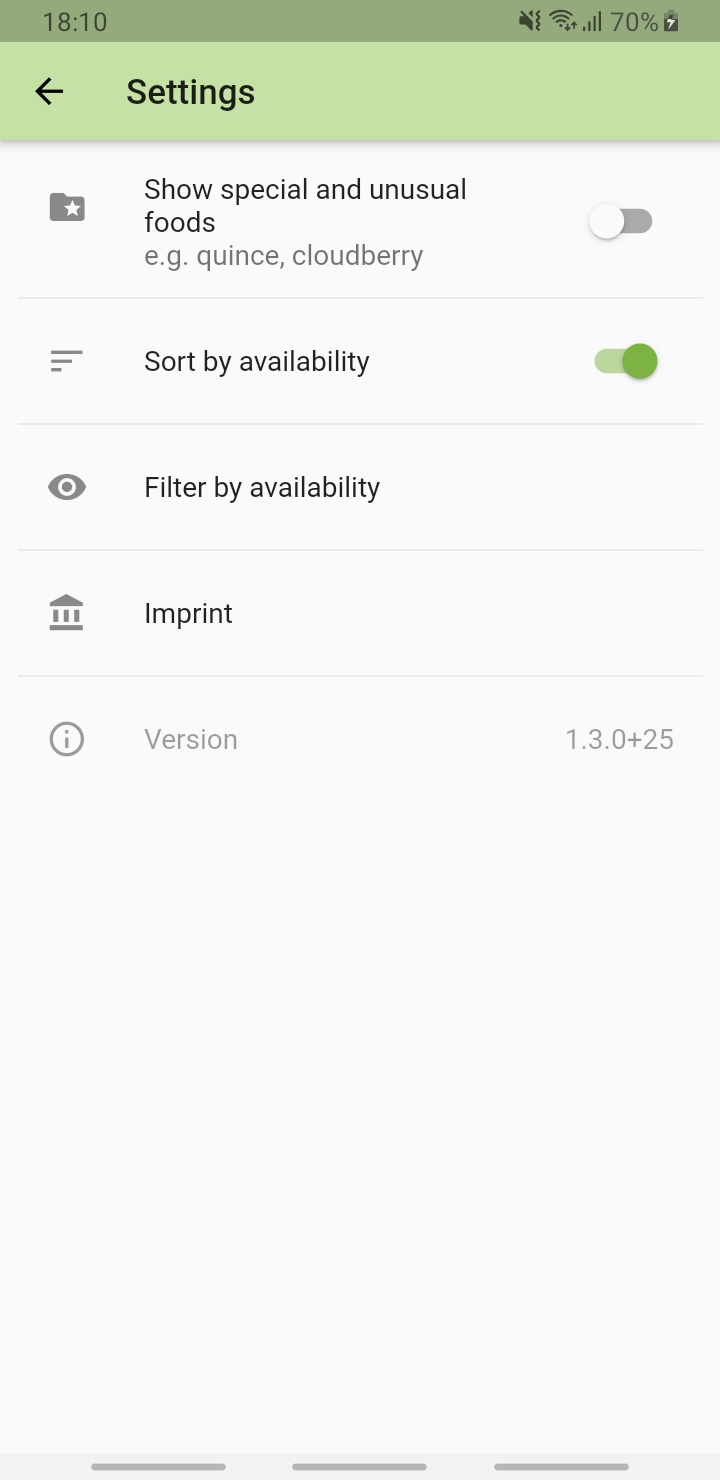 18:10
70%
Settings
Show special and unusual
foods
e.g. quince, cloudberry
Sort by availability
Filter by availability
Imprint
Version
1.3.0+25